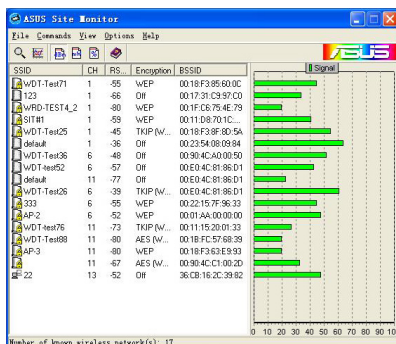 ASUS Site Monitor
File Commands View Options Help
ASUS
SSID CH RS... Encryption BSSID
Signal
WDT-Test71 1 -55 WEP 00:18:F3:85:60:0C
123 1 -66 Off 00:17:31:C9:97:C0
WRD-TEST4_2 1 -80 WEP 00:1F:C6:75:4E:79
SIT#1 1 -59 WEP 00:11:D8:70:1C:...
WDT-Test25 1 -45 TKIP (W... 00:18:F3:8F:8D:5A
default 1 -36 Off 00:23:54:08:09:84
WDT-Test36 6 -48 Off 00:90:4C:A0:00:50
WDT-test52 6 -57 Off 00:E0:4C:81:86:D1
default 11 -77 Off 00:E0:4C:81:86:D1
WDT-Test26 6 -39 TKIP (W... 00:E0:4C:81:86:D1
333 6 -55 WEP 00:22:15:7F:96:33
AP-2 6 -52 WEP 00:01:AA:00:00:00
WDT-test76 11 -73 TKIP (W... 00:11:15:20:01:33
WDT-Test88 11 -80 AES (W... 00:18:FC:57:68:39
AP-3 11 -80 WEP 00:18:F3:63:E9:93
11 -67 AES (W... 00:90:4C:C1:00:2D
22 13 -52 Off 36:CB:16:2C:39:82
0 10 20 30 40 50 60 70 80 90 10
Number of known wireless network(s): 17